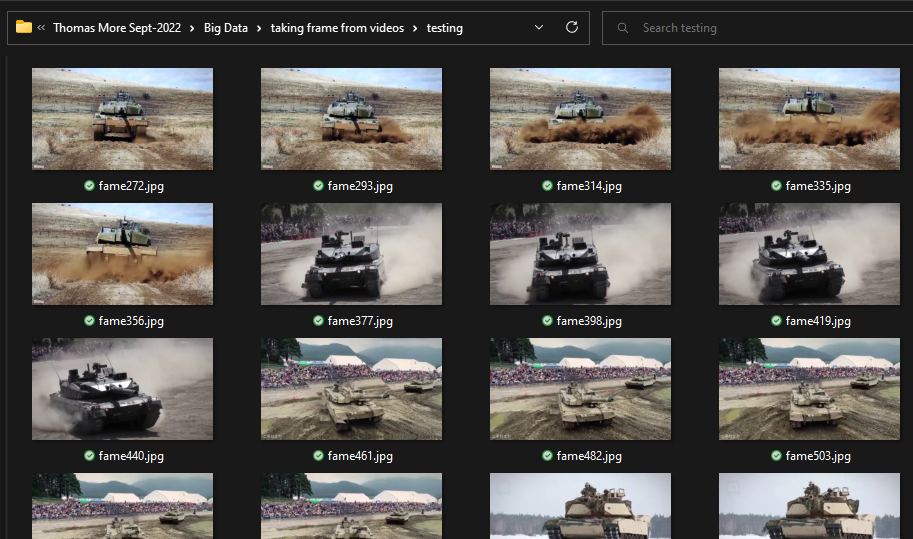 « Thomas More Sept-2022 > Big Data > taking frame from videos > testing
Search testing
fame272.jpg
fame293.jpg
fame314.jpg
fame335.jpg
fame356.jpg
fame377.jpg
fame398.jpg
fame419.jpg
fame440.jpg
fame461.jpg
fame482.jpg
fame503.jpg